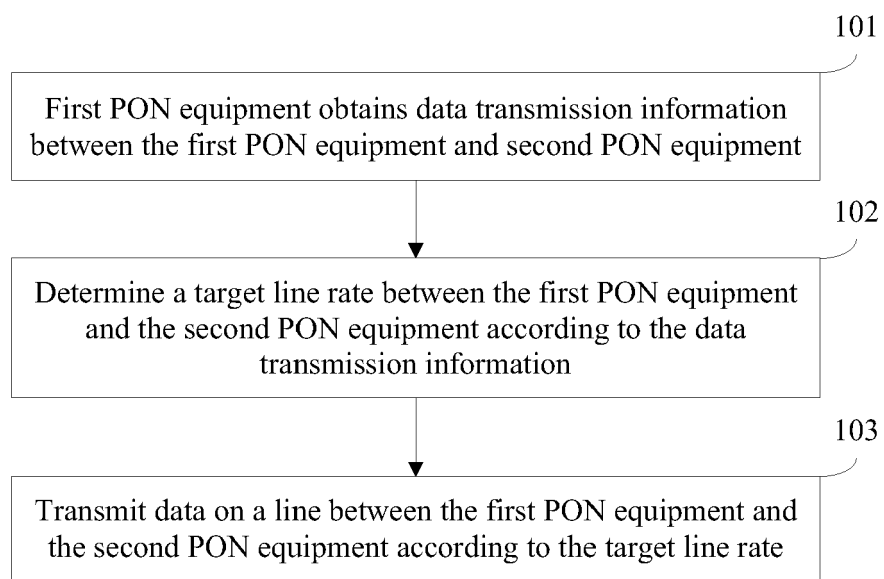 101
First PON equipment obtains data transmission information
between the first PON equipment and second PON equipment
102
Determine a target line rate between the first PON equipment
and the second PON equipment according to the data
transmission information
103
Transmit data on a line between the first PON equipment and
the second PON equipment according to the target line rate